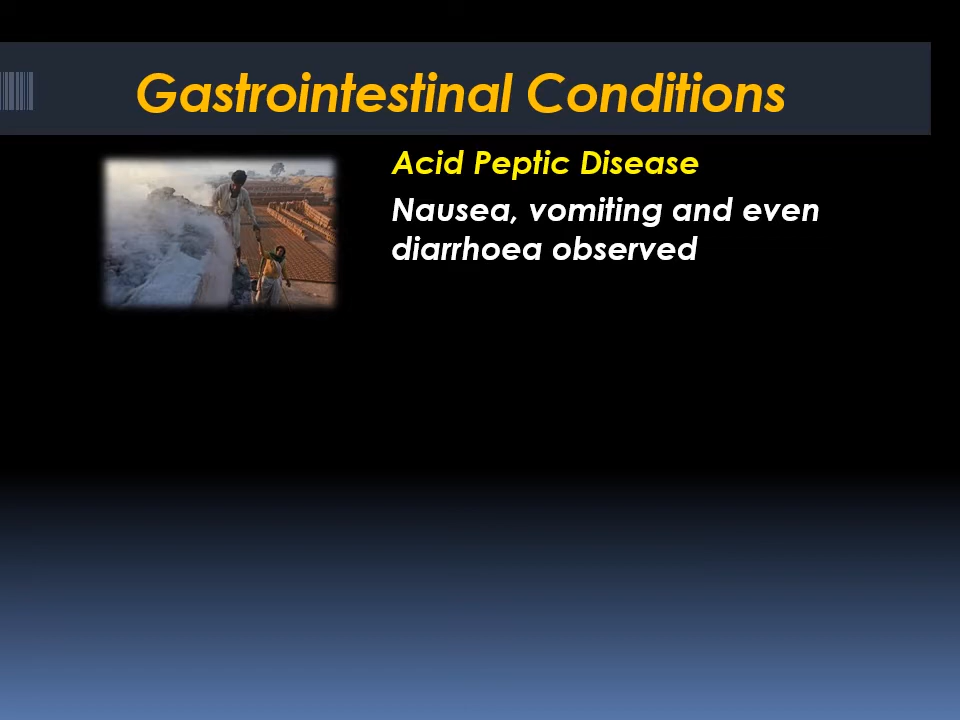 Gastrointestinal Conditions
Acid Peptic Disease
Nausea, vomiting and even
diarrhoea observed